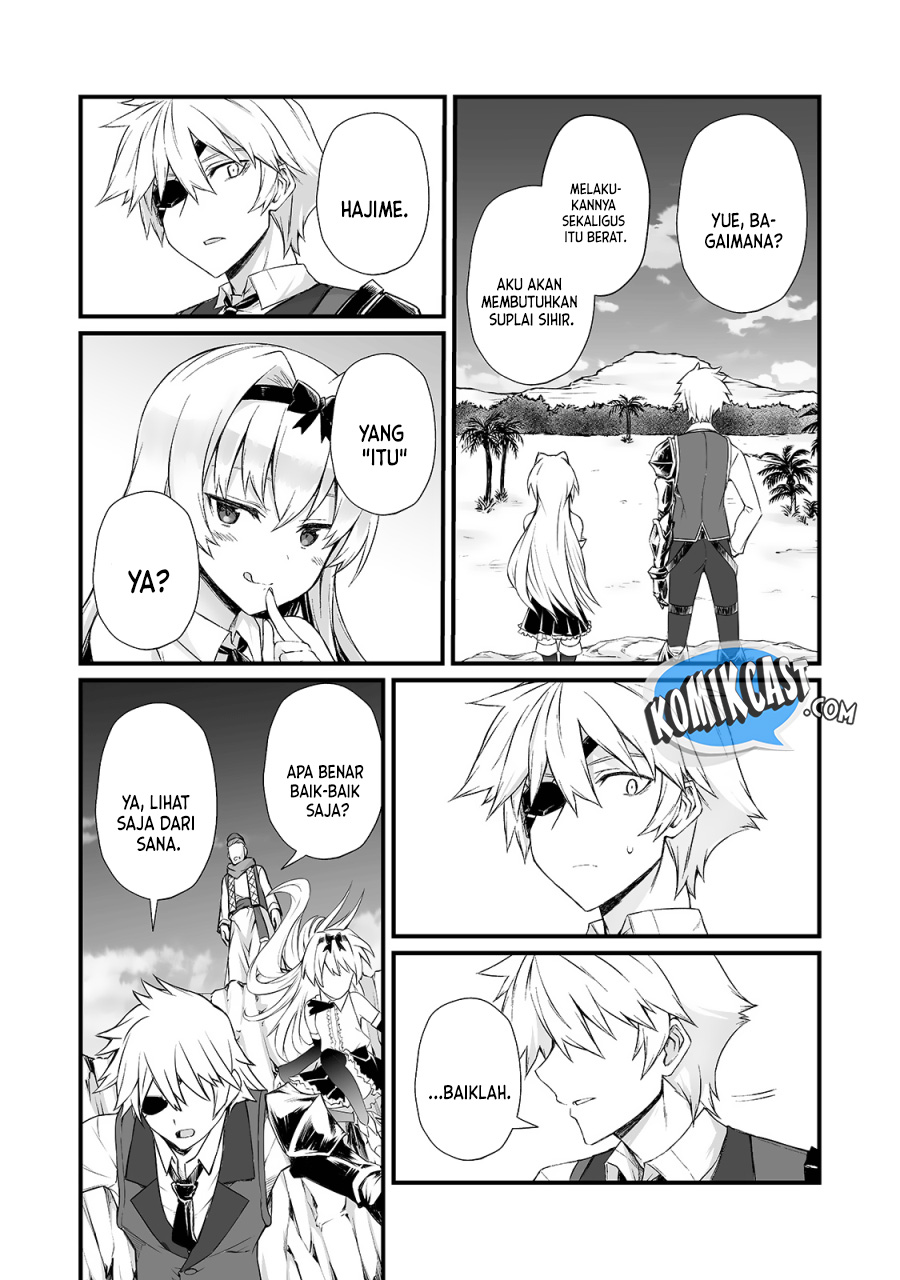 YUE, BA-
GAIMANA?
MELAKU-
KANNYA
SEKALIGUS
ITU BERAT.
AKU AKAN
MEMBUTUHKAN
SUPLAI SIHIR.
HAJIME.
YANG
"ITU"
YA?
KOMIKCAST
.COM
APA BENAR
BAIK-BAIK
SAJA?
YA, LIHAT
SAJA DARI
SANA.
...BAIKLAH.